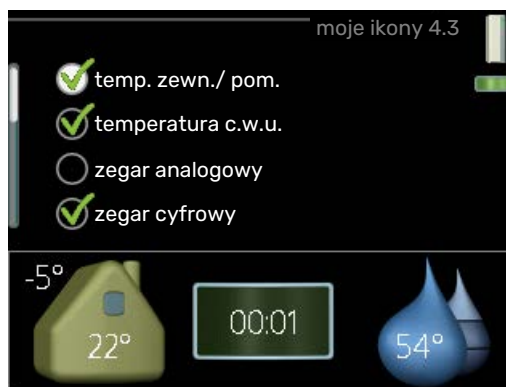 moje ikony 4.3
temp. zewn./ pom.
temperatura c.w.u.
zegar analogowy
zegar cyfrowy
-5°
22°
00:01
54°